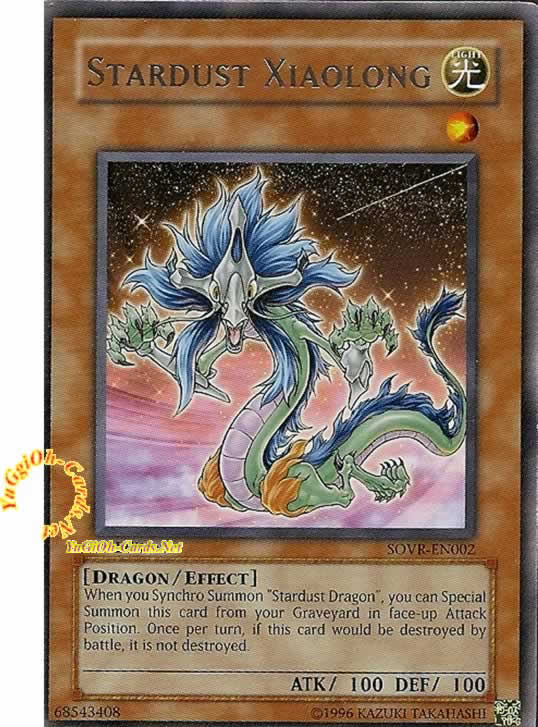 STARDUST XIAOLONG
LIGHT
光
YuGgiOh-Cards.Net
YuGiOh-Cards.Net
SOVR-EN002
[DRAGON/EFFECT]
When you Synchro Summon "Stardust Dragon", you can Special
Summon this card from your Graveyard in face-up Attack
Position. Once per turn, if this card would be destroyed by
battle, it is not destroyed.
ATK/ 100 DEF/ 100
68543408
©1996 KAZUKI TAKAHASHI